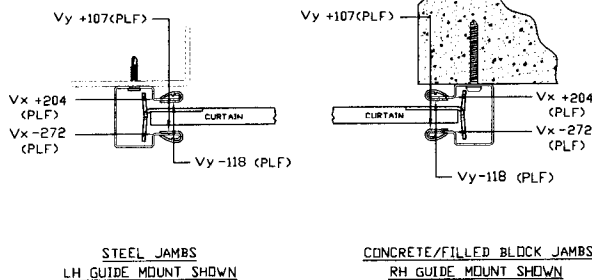 Vy +107(PLF)
Vx +204
(PLF)
Vx -272
(PLF)
CURTAIN
Vy -118 (PLF)
STEEL JAMBS
LH GUIDE MOUNT SHOWN
Vy +107(PLF)
CURTAIN
Vx +204
(PLF)
Vx -272
(PLF)
Vy-118 (PLF)
CONCRETE/FILLED BLOCK JAMBS
RH GUIDE MOUNT SHOWN